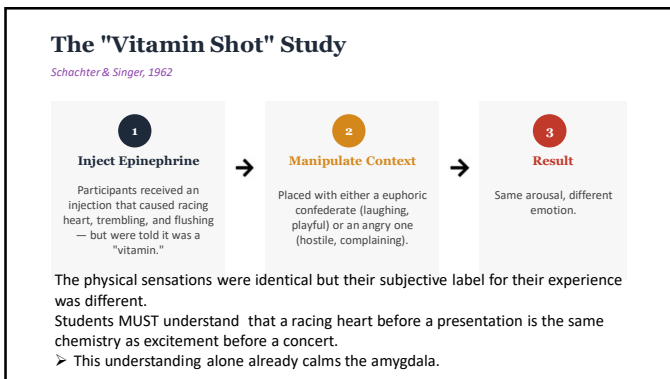 The "Vitamin Shot" Study
Schachter & Singer, 1962
1
Inject Epinephrine
Participants received an
injection that caused racing
heart, trembling, and flushing
— but were told it was a
"vitamin."
→
2
Manipulate Context
Placed with either a euphoric
confederate (laughing,
playful) or an angry one
(hostile, complaining).
→
3
Result
Same arousal, different
emotion.
The physical sensations were identical but their subjective label for their experience
was different.
Students MUST understand  that a racing heart before a presentation is the same
chemistry as excitement before a concert.
➢ This understanding alone already calms the amygdala.